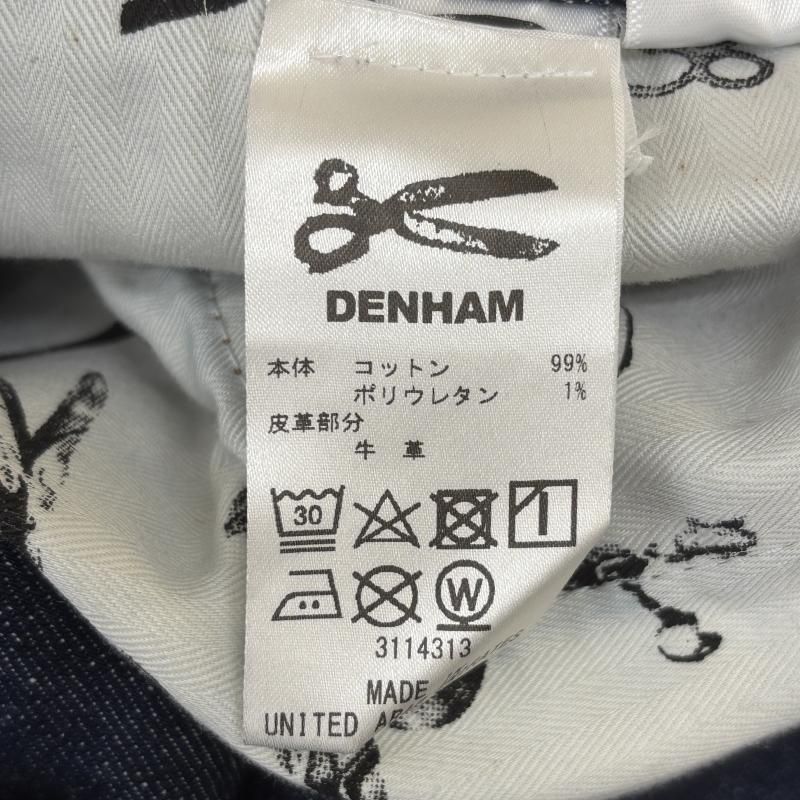 DENHAM
本体 コットン 99%
ポリウレタン 1%
皮革部分
牛 革
30
W
3114313
MADE
UNITED